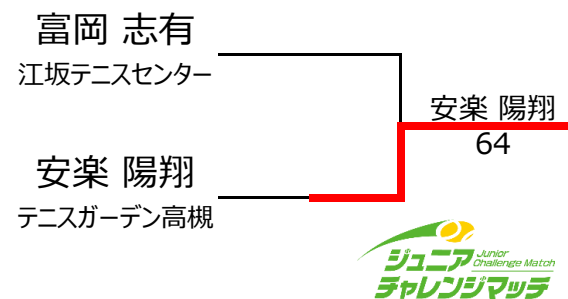 富岡 志有
江坂テニスセンター
安楽 陽翔
64
安楽 陽翔
テニスガーデン高槻
ジュニア Junior Challenge Match
チャレンジマッチ